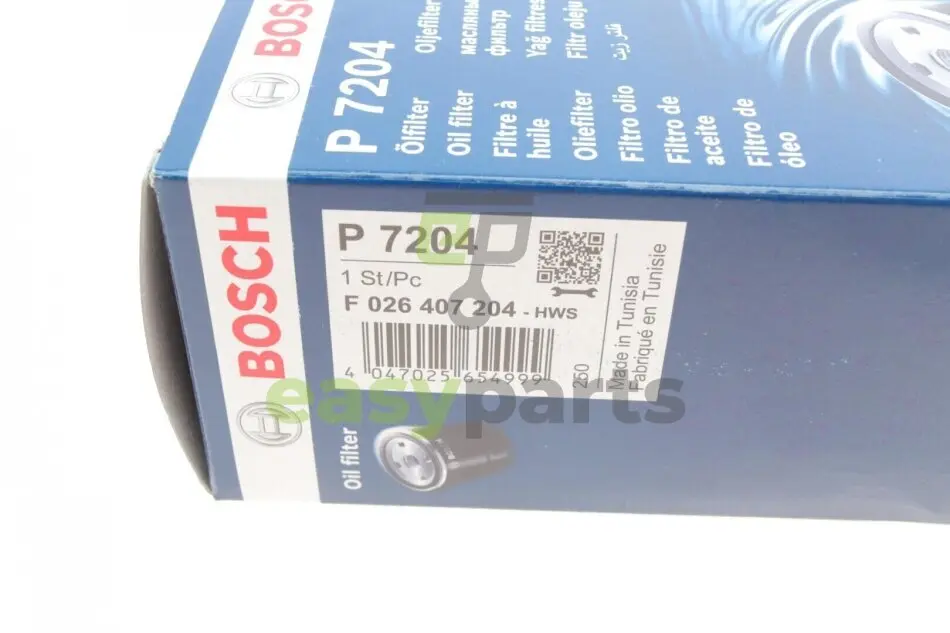 BOSCH
P 7204
Ölfilter
Oil filter
Filtre à
huile
Oliefilter
Filtro olio
Filtro de
aceite
Filtro de
óleo
Oljefilter
масляный
фильтр
Yağ filtresi
Filtr oleju
فلتر زيت
BOSCH
P 7204
1 St/Pc
F 026 407 204 - HWS
4 047025 654999
250
Made in Tunisia
Fabriqué en Tunisie
Oil filter
easyparts